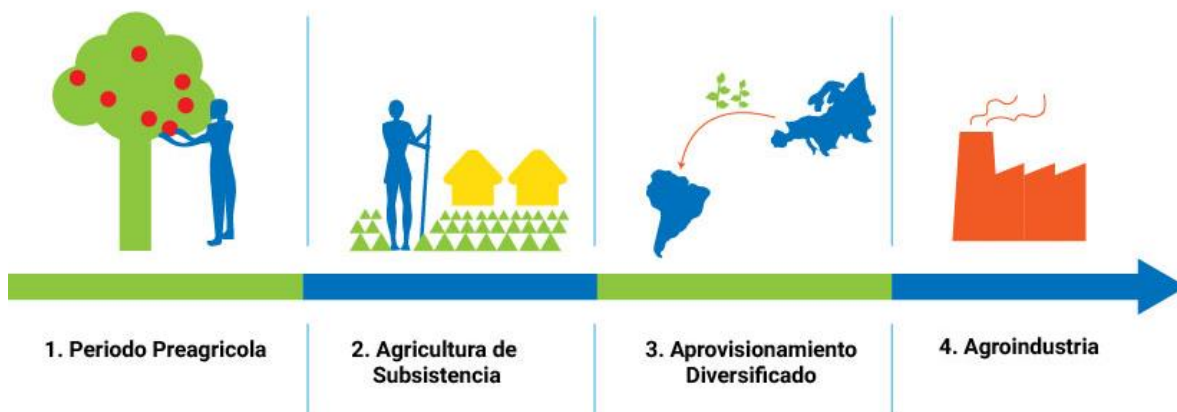 1. Periodo Preagricola
2. Agricultura de
Subsistencia
3. Aprovisionamiento
Diversificado
4. Agroindustria